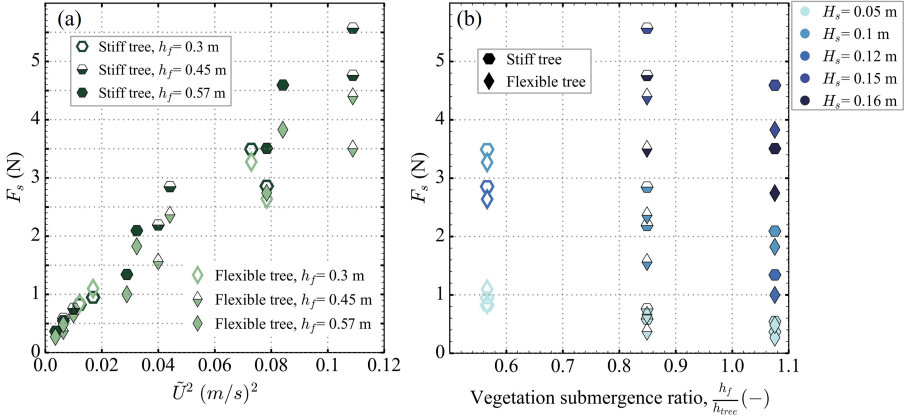 (a)
Stiff tree, h_f = 0.3 m
Stiff tree, h_f = 0.45 m
Stiff tree, h_f = 0.57 m
Flexible tree, h_f = 0.3 m
Flexible tree, h_f = 0.45 m
Flexible tree, h_f = 0.57 m
F_s (N)
5
4
3
2
1
0
0.0 0.02 0.04 0.06 0.08 0.10 0.12
Ũ² (m/s)²
(b)
Stiff tree
Flexible tree
F_s (N)
5
4
3
2
1
0
0.5 0.6 0.7 0.8 0.9 1.0 1.1
Vegetation submergence ratio, h_f/h_tree (−)
H_s = 0.05 m
H_s = 0.1 m
H_s = 0.12 m
H_s = 0.15 m
H_s = 0.16 m